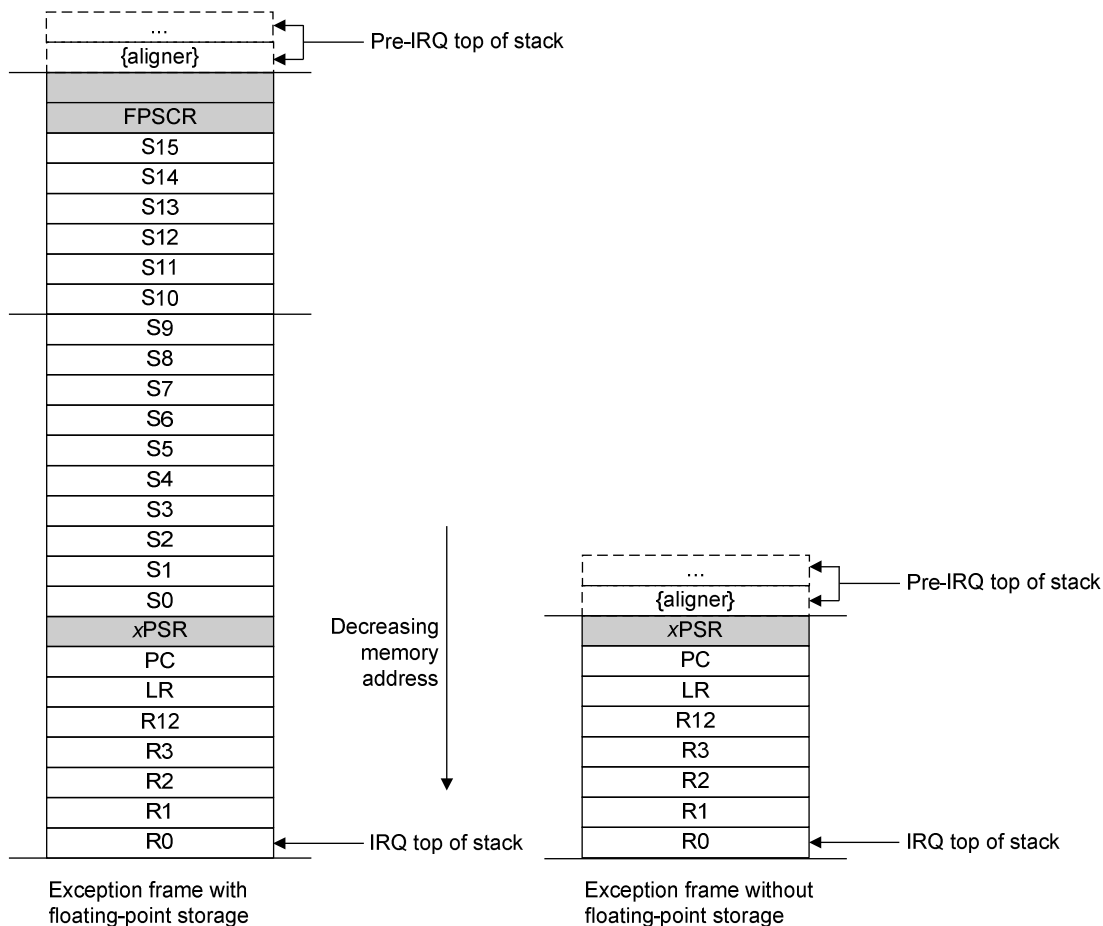 ...
{aligner}
Pre-IRQ top of stack
FPSCR
S15
S14
S13
S12
S11
S10
S9
S8
S7
S6
S5
S4
S3
S2
S1
S0
xPSR
PC
LR
R12
R3
R2
R1
R0
IRQ top of stack
Exception frame with
floating-point storage
Decreasing
memory
address
...
{aligner}
Pre-IRQ top of stack
xPSR
PC
LR
R12
R3
R2
R1
R0
IRQ top of stack
Exception frame without
floating-point storage